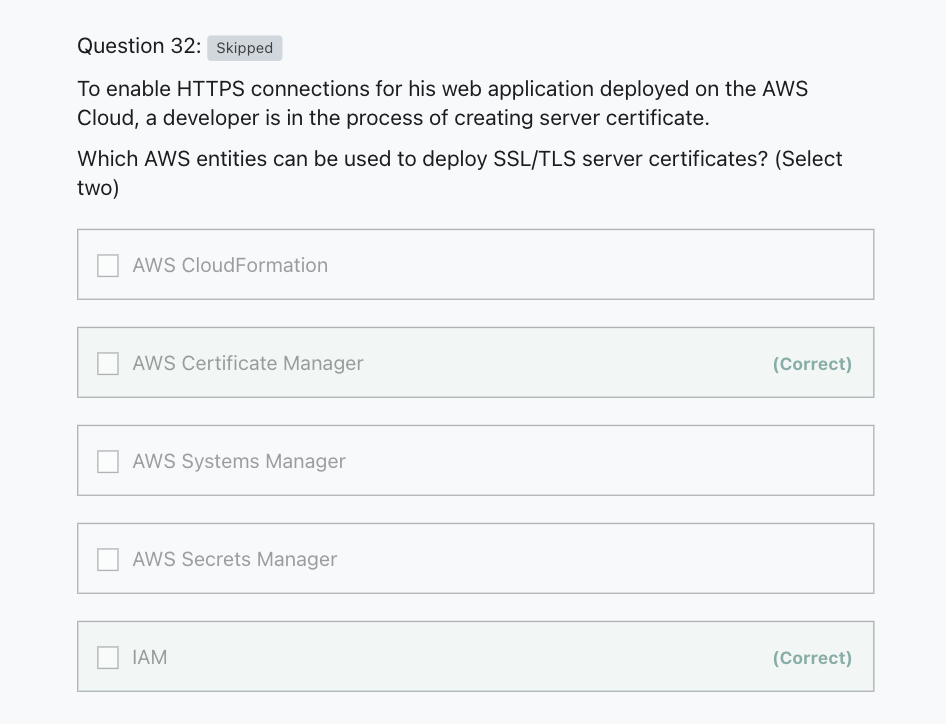 Question 32: Skipped
To enable HTTPS connections for his web application deployed on the AWS
Cloud, a developer is in the process of creating server certificate.
Which AWS entities can be used to deploy SSL/TLS server certificates? (Select
two)
AWS CloudFormation
AWS Certificate Manager (Correct)
AWS Systems Manager
AWS Secrets Manager
IAM (Correct)